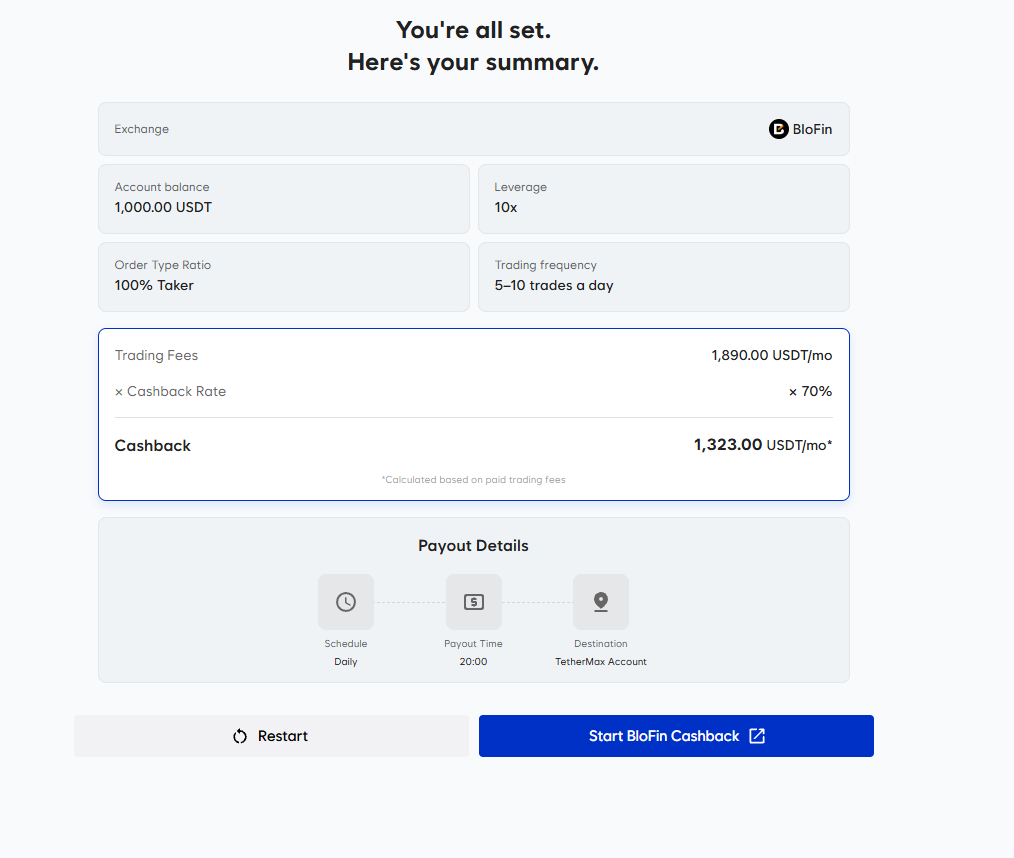 You're all set.
Here's your summary.
Exchange
BloFin
Account balance
1,000.00 USDT
Leverage
10x
Order Type Ratio
100% Taker
Trading frequency
5–10 trades a day
Trading Fees
1,890.00 USDT/mo
× Cashback Rate
× 70%
Cashback
1,323.00 USDT/mo*
*Calculated based on paid trading fees
Payout Details
Schedule
Daily
Payout Time
20:00
Destination
TetherMax Account
Restart
Start BloFin Cashback